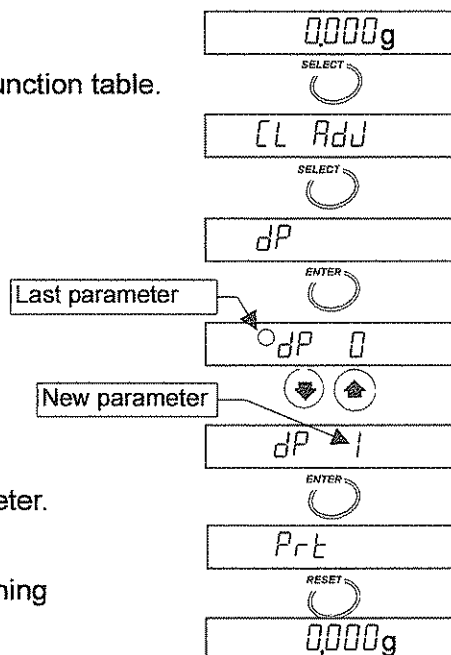 0,000g
SELECT
unction table.
CL AdJ
SELECT
dP
ENTER
Last parameter
dP 0
New parameter
dP 1
ENTER
eter.
Prt
RESET
ning
0,000g